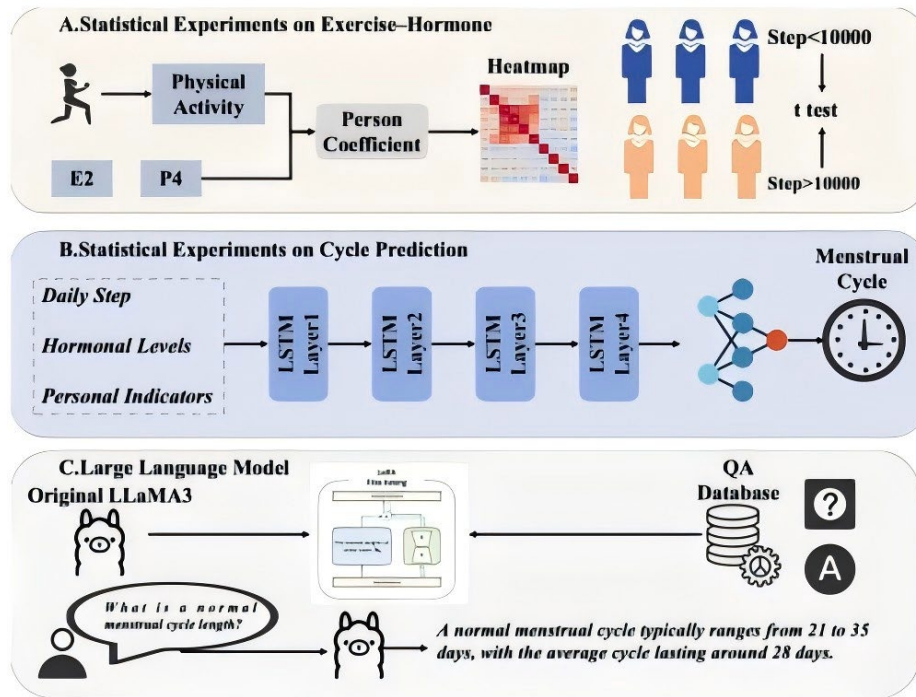 A.Statistical Experiments on Exercise–Hormone
Physical
Activity
E2
P4
Person
Coefficient
Heatmap
Step<10000
t test
Step>10000
B.Statistical Experiments on Cycle Prediction
Daily Step
Hormonal Levels
Personal Indicators
LSTM
Layer1
LSTM
Layer2
LSTM
Layer3
LSTM
Layer4
Menstrual
Cycle
C.Large Language Model
Original LLaMA3
QA
Database
?
A
What is a normal
menstrual cycle length?
A normal menstrual cycle typically ranges from 21 to 35
days, with the average cycle lasting around 28 days.